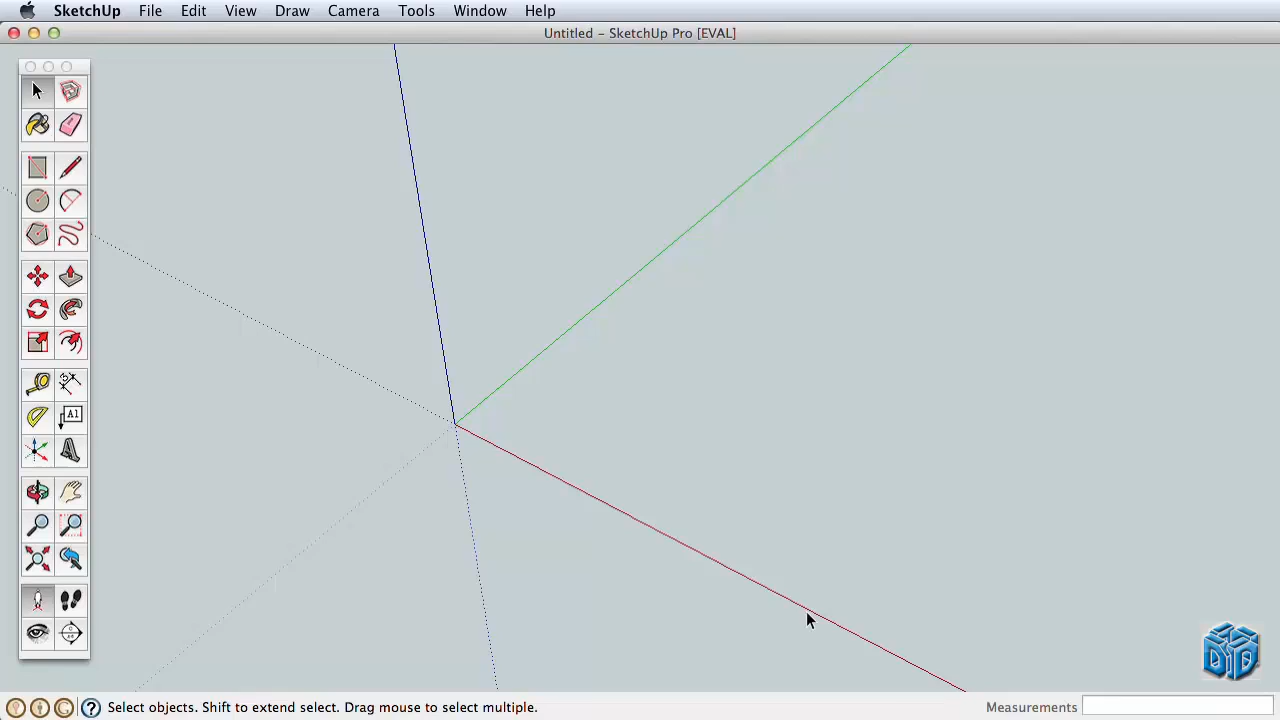 SketchUp File Edit View Draw Camera Tools Window Help
Untitled – SketchUp Pro [EVAL]
A1
Select objects. Shift to extend select. Drag mouse to select multiple.
Measurements